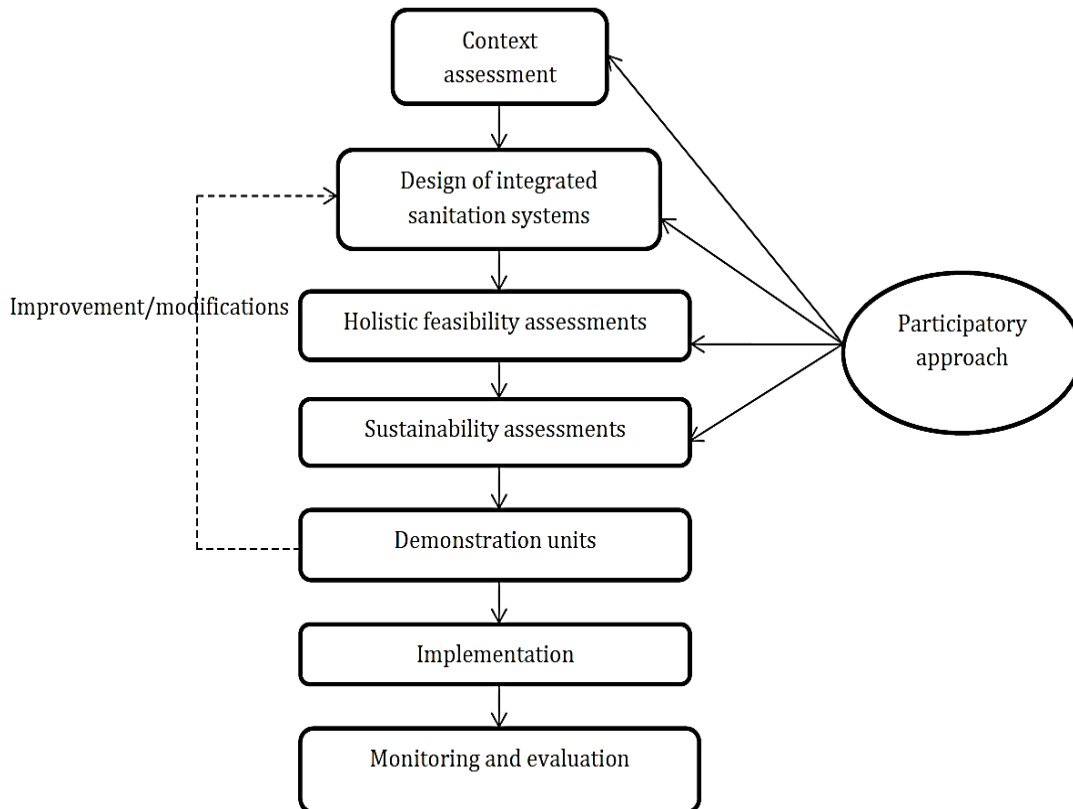 Context
assessment
Design of integrated
sanitation systems
Improvement/modifications
Holistic feasibility assessments
Participatory
approach
Sustainability assessments
Demonstration units
Implementation
Monitoring and evaluation